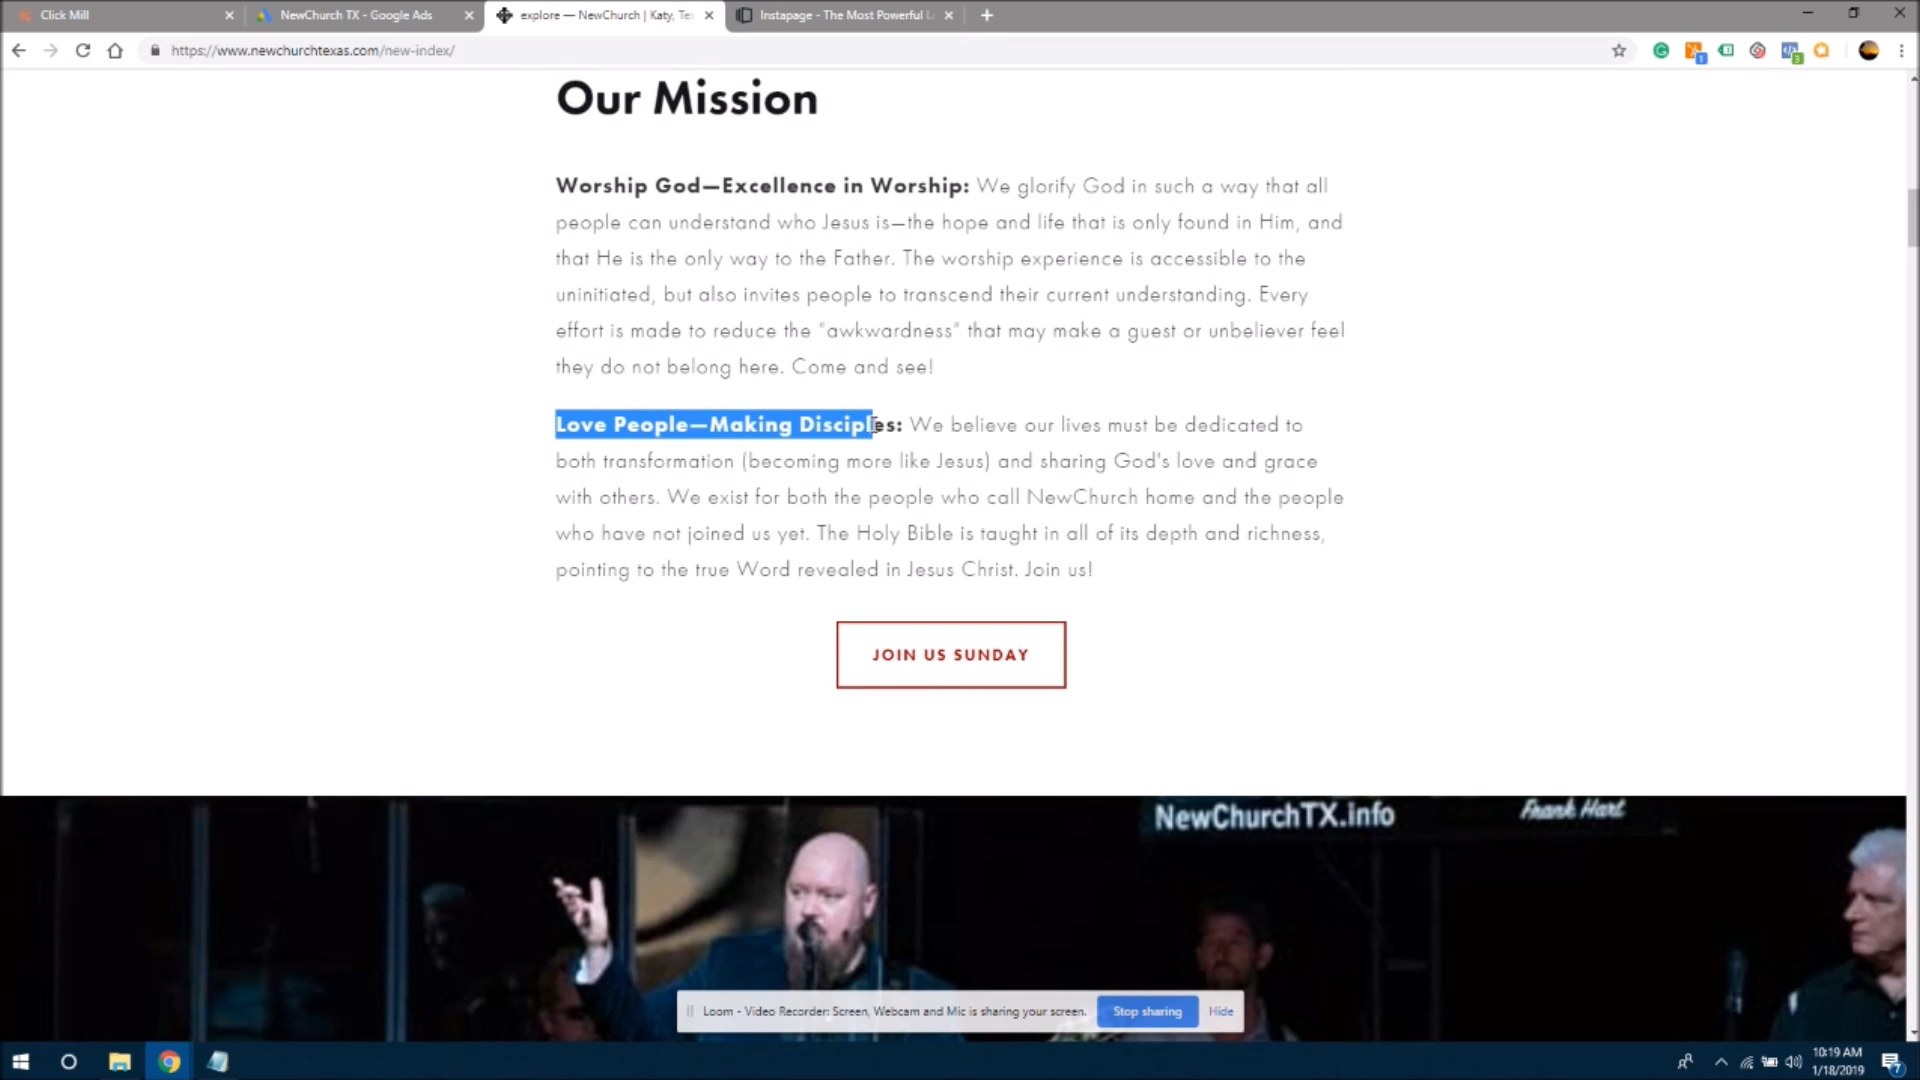 Click Mill
NewChurch TX - Google Ads
explore — NewChurch | Katy, Te
Instapage - The Most Powerful L
https://www.newchurchtexas.com/new-index/
Our Mission
Worship God—Excellence in Worship: We glorify God in such a way that all
people can understand who Jesus is—the hope and life that is only found in Him, and
that He is the only way to the Father. The worship experience is accessible to the
uninitiated, but also invites people to transcend their current understanding. Every
effort is made to reduce the “awkwardness” that may make a guest or unbeliever feel
they do not belong here. Come and see!
Love People—Making Disciples: We believe our lives must be dedicated to
both transformation (becoming more like Jesus) and sharing God's love and grace
with others. We exist for both the people who call NewChurch home and the people
who have not joined us yet. The Holy Bible is taught in all of its depth and richness,
pointing to the true Word revealed in Jesus Christ. Join us!
JOIN US SUNDAY
NewChurchTX.info
Frank Hart
Loom - Video Recorder: Screen, Webcam and Mic is sharing your screen.
Stop sharing
Hide
10:19 AM
1/18/2019
7